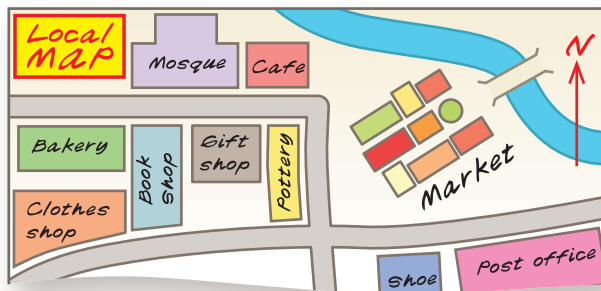 Local
map
Mosque
Cafe
N
Bakery
Book
shop
Gift
shop
Pottery
Market
Clothes
shop
Shoe
Post office